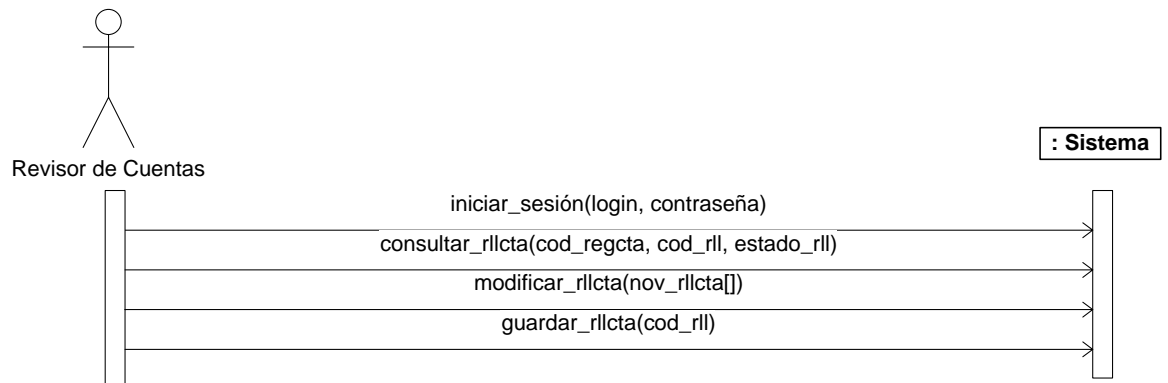 : Sistema
Revisor de Cuentas
iniciar_sesión(login, contraseña)
consultar_rllcta(cod_regcta, cod_rll, estado_rll)
modificar_rllcta(nov_rllcta[])
guardar_rllcta(cod_rll)